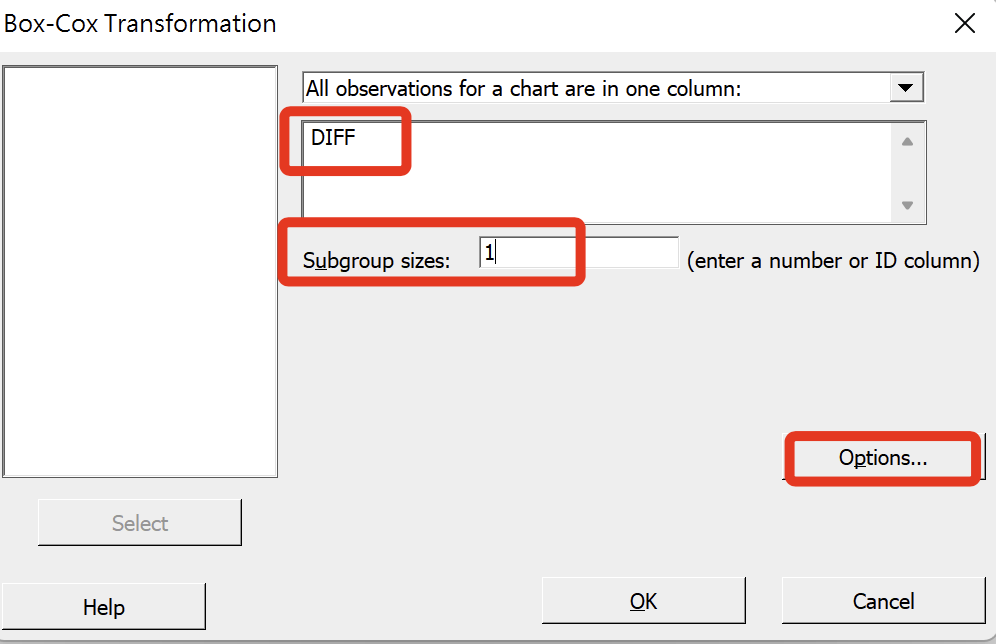 Box-Cox Transformation
All observations for a chart are in one column:
DIFF
Subgroup sizes: 1 (enter a number or ID column)
Options...
Select
Help
OK
Cancel